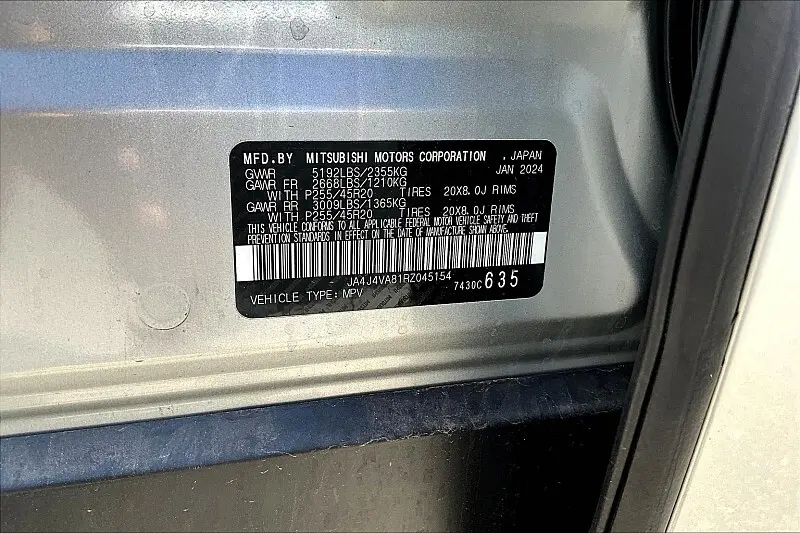 MFD.BY MITSUBISHI MOTORS CORPORATION , JAPAN
GVWR 5192LBS/2355KG JAN 2024
GAWR FR 2668LBS/1210KG
WITH P255/45R20 TIRES 20X8.0J RIMS
GAWR RR 3009LBS/1365KG
WITH P255/45R20 TIRES 20X8.0J RIMS
THIS VEHICLE CONFORMS TO ALL APPLICABLE FEDERAL MOTOR VEHICLE SAFETY AND THEFT
PREVENTION STANDARDS IN EFFECT ON THE DATE OF MANUFACTURE SHOWN ABOVE.
JA4J4VA81RZ045154
VEHICLE TYPE: MPV 7430C635